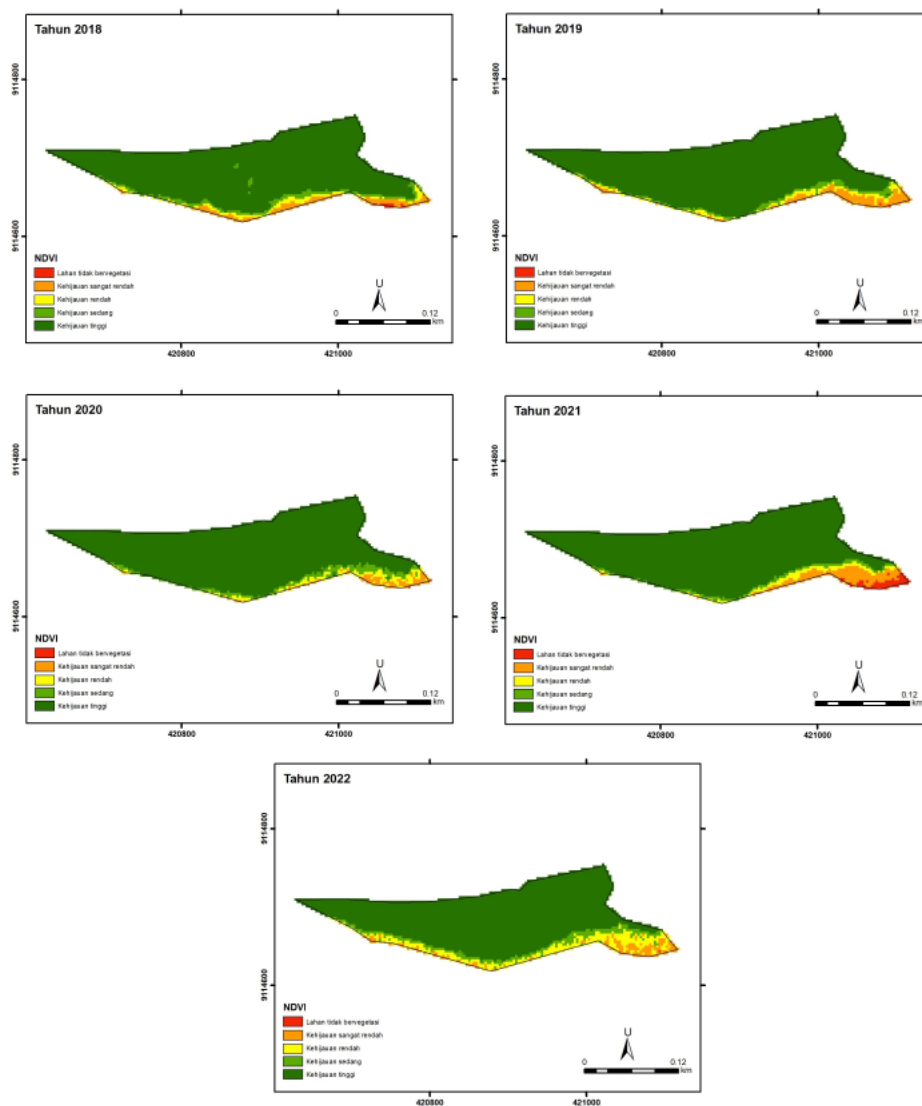 Tahun 2018
9114800
9114600
NDVI
Lahan tidak bervegetasi
Kehijauan sangat rendah
Kehijauan rendah
Kehijauan sedang
Kehijauan tinggi
U
0 0.12
km
420800 421000
Tahun 2019
9114800
9114600
NDVI
Lahan tidak bervegetasi
Kehijauan sangat rendah
Kehijauan rendah
Kehijauan sedang
Kehijauan tinggi
U
0 0.12
km
420800 421000
Tahun 2020
9114800
9114600
NDVI
Lahan tidak bervegetasi
Kehijauan sangat rendah
Kehijauan rendah
Kehijauan sedang
Kehijauan tinggi
U
0 0.12
km
420800 421000
Tahun 2021
9114800
9114600
NDVI
Lahan tidak bervegetasi
Kehijauan sangat rendah
Kehijauan rendah
Kehijauan sedang
Kehijauan tinggi
U
0 0.12
km
420800 421000
Tahun 2022
9114800
9114600
NDVI
Lahan tidak bervegetasi
Kehijauan sangat rendah
Kehijauan rendah
Kehijauan sedang
Kehijauan tinggi
U
0 0.12
km
420800 421000